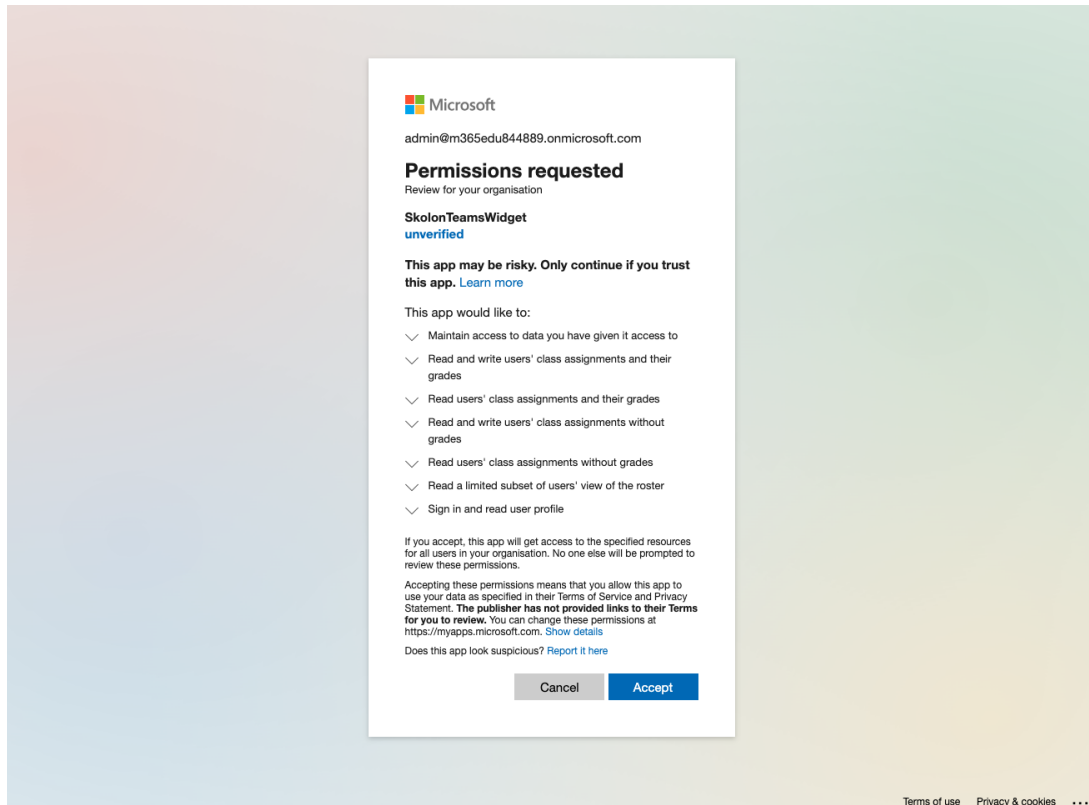 Microsoft
admin@m365edu844889.onmicrosoft.com
Permissions requested
Review for your organisation
SkolonTeamsWidget
unverified
This app may be risky. Only continue if you trust
this app. Learn more
This app would like to:
Maintain access to data you have given it access to
Read and write users' class assignments and their
grades
Read users' class assignments and their grades
Read and write users' class assignments without
grades
Read users' class assignments without grades
Read a limited subset of users' view of the roster
Sign in and read user profile
If you accept, this app will get access to the specified resources
for all users in your organisation. No one else will be prompted to
review these permissions.
Accepting these permissions means that you allow this app to
use your data as specified in their Terms of Service and Privacy
Statement. The publisher has not provided links to their Terms
for you to review. You can change these permissions at
https://myapps.microsoft.com. Show details
Does this app look suspicious? Report it here
Cancel Accept
Terms of use Privacy & cookies ...